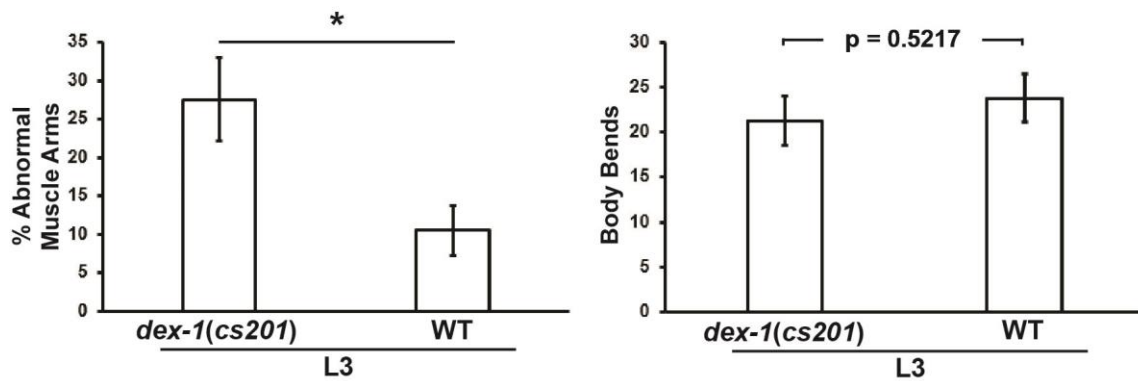 *
% Abnormal
Muscle Arms
35
30
25
20
15
10
5
0
dex-1(cs201)
WT
L3
p = 0.5217
Body Bends
30
25
20
15
10
5
0
dex-1(cs201)
WT
L3